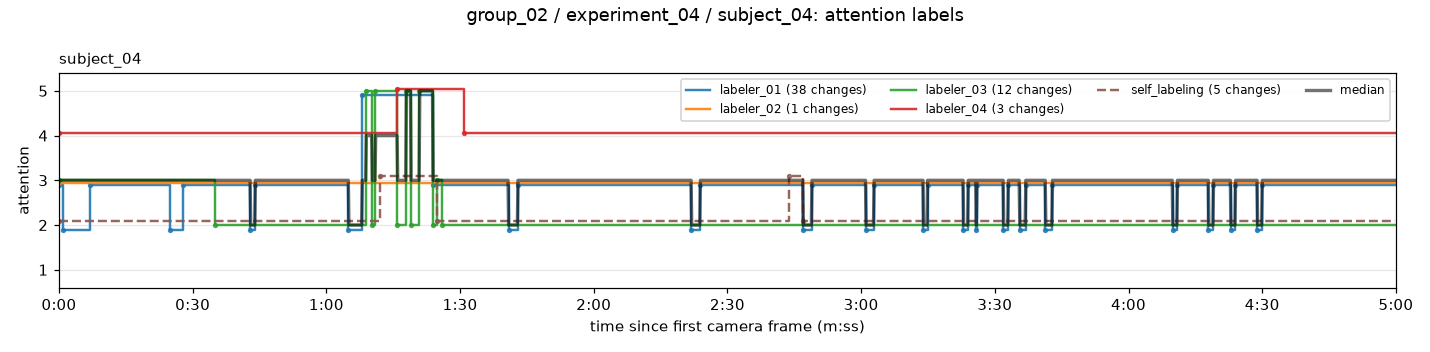 group_02 / experiment_04 / subject_04: attention labels
subject_04
labeler_01 (38 changes)
labeler_02 (1 changes)
labeler_03 (12 changes)
labeler_04 (3 changes)
self_labeling (5 changes)
median
attention
5
4
3
2
1
0:00 0:30 1:00 1:30 2:00 2:30 3:00 3:30 4:00 4:30 5:00
time since first camera frame (m:ss)